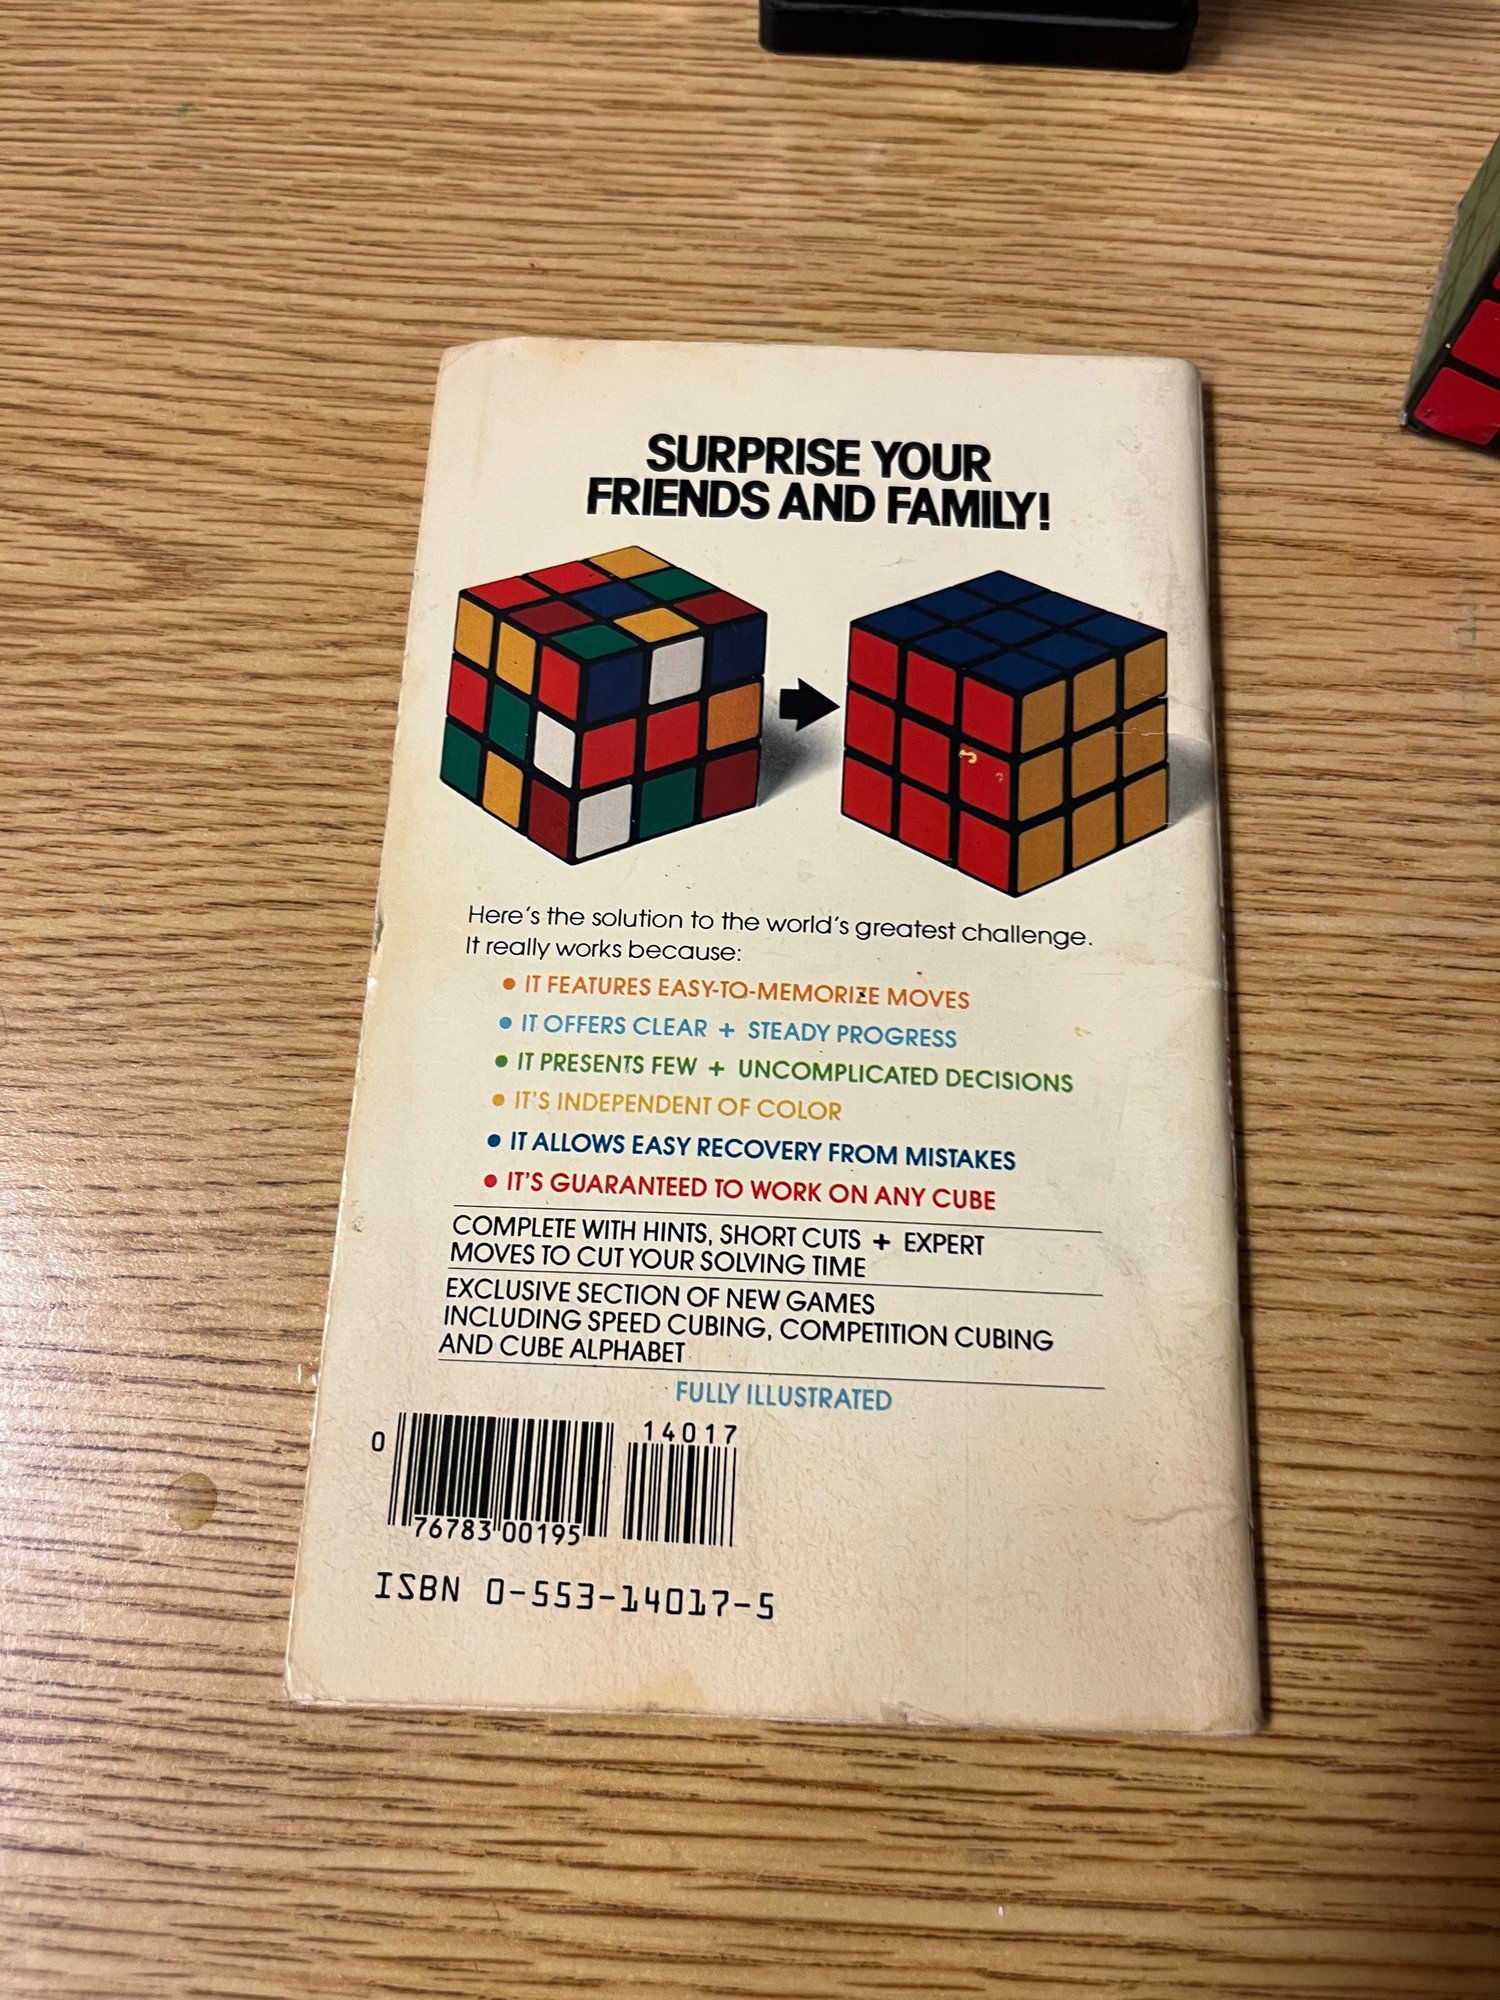 SURPRISE YOUR
FRIENDS AND FAMILY!
Here's the solution to the world's greatest challenge.
It really works because:
• IT FEATURES EASY-TO-MEMORIZE MOVES
• IT OFFERS CLEAR + STEADY PROGRESS
• IT PRESENTS FEW + UNCOMPLICATED DECISIONS
• IT'S INDEPENDENT OF COLOR
• IT ALLOWS EASY RECOVERY FROM MISTAKES
• IT'S GUARANTEED TO WORK ON ANY CUBE
COMPLETE WITH HINTS, SHORT CUTS + EXPERT
MOVES TO CUT YOUR SOLVING TIME
EXCLUSIVE SECTION OF NEW GAMES
INCLUDING SPEED CUBING, COMPETITION CUBING
AND CUBE ALPHABET
FULLY ILLUSTRATED
14017
0
76783 00195
ISBN 0-553-14017-5